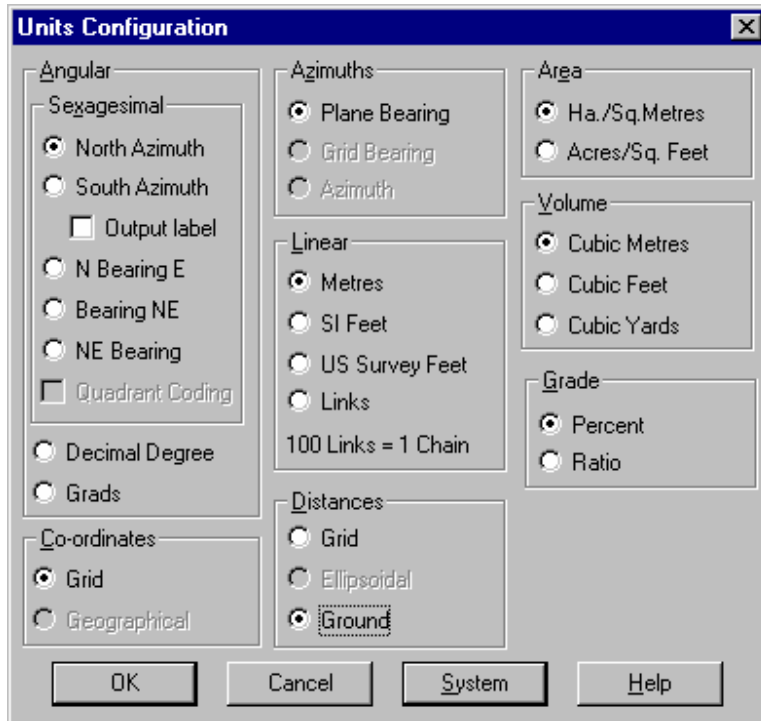 Units Configuration
Angular
Sexagesimal
North Azimuth
South Azimuth
Output label
N Bearing E
Bearing NE
NE Bearing
Quadrant Coding
Decimal Degree
Grads
Co-ordinates
Grid
Geographical
Azimuths
Plane Bearing
Grid Bearing
Azimuth
Linear
Metres
SI Feet
US Survey Feet
Links
100 Links = 1 Chain
Distances
Grid
Ellipsoidal
Ground
Area
Ha./Sq.Metres
Acres/Sq. Feet
Volume
Cubic Metres
Cubic Feet
Cubic Yards
Grade
Percent
Ratio
OK
Cancel
System
Help